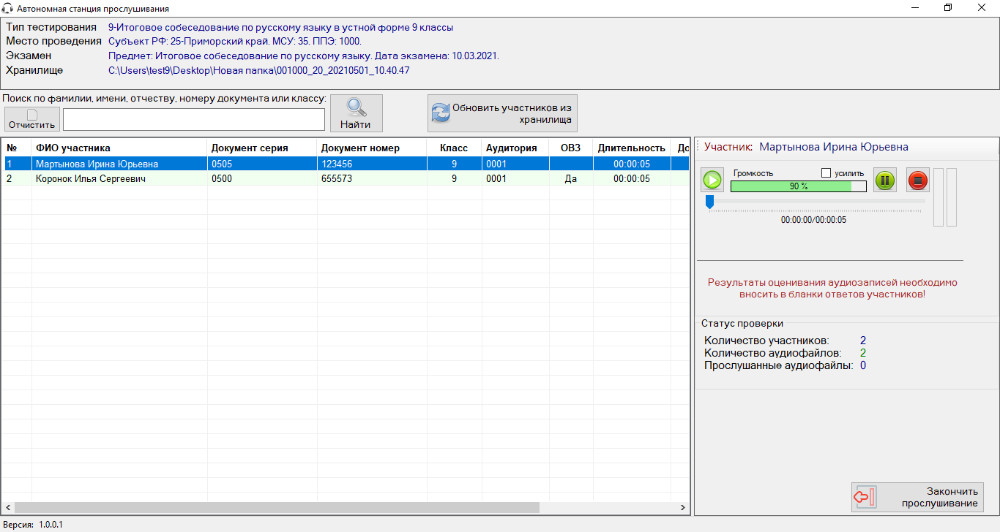 Автономная станция прослушивания
Тип тестирования 9-Итоговое собеседование по русскому языку в устной форме 9 классы
Место проведения Субъект РФ: 25-Приморский край. МСУ: 35. ППЭ: 1000.
Экзамен Предмет: Итоговое собеседование по русскому языку. Дата экзамена: 10.03.2021.
Хранилище C:\Users\test9\Desktop\Новая папка\001000_20_20210501_10.40.47
Поиск по фамилии, имени, отчеству, номеру документа или классу:
Отчистить
Найти
Обновить участников из
хранилища
№ ФИО участника Документ серия Документ номер Класс Аудитория ОВЗ Длительность До
1 Мартынова Ирина Юрьевна 0505 123456 9 0001 00:00:05
2 Коронок Илья Сергеевич 0500 655573 9 0001 Да 00:00:05
Участник: Мартынова Ирина Юрьевна
Громкость усилить
90 %
00:00:00/00:00:05
Результаты оценивания аудиозаписей необходимо
вносить в бланки ответов участников!
Статус проверки
Количество участников: 2
Количество аудиофайлов: 2
Прослушанные аудиофайлы: 0
Закончить
прослушивание
Версия: 1.0.0.1